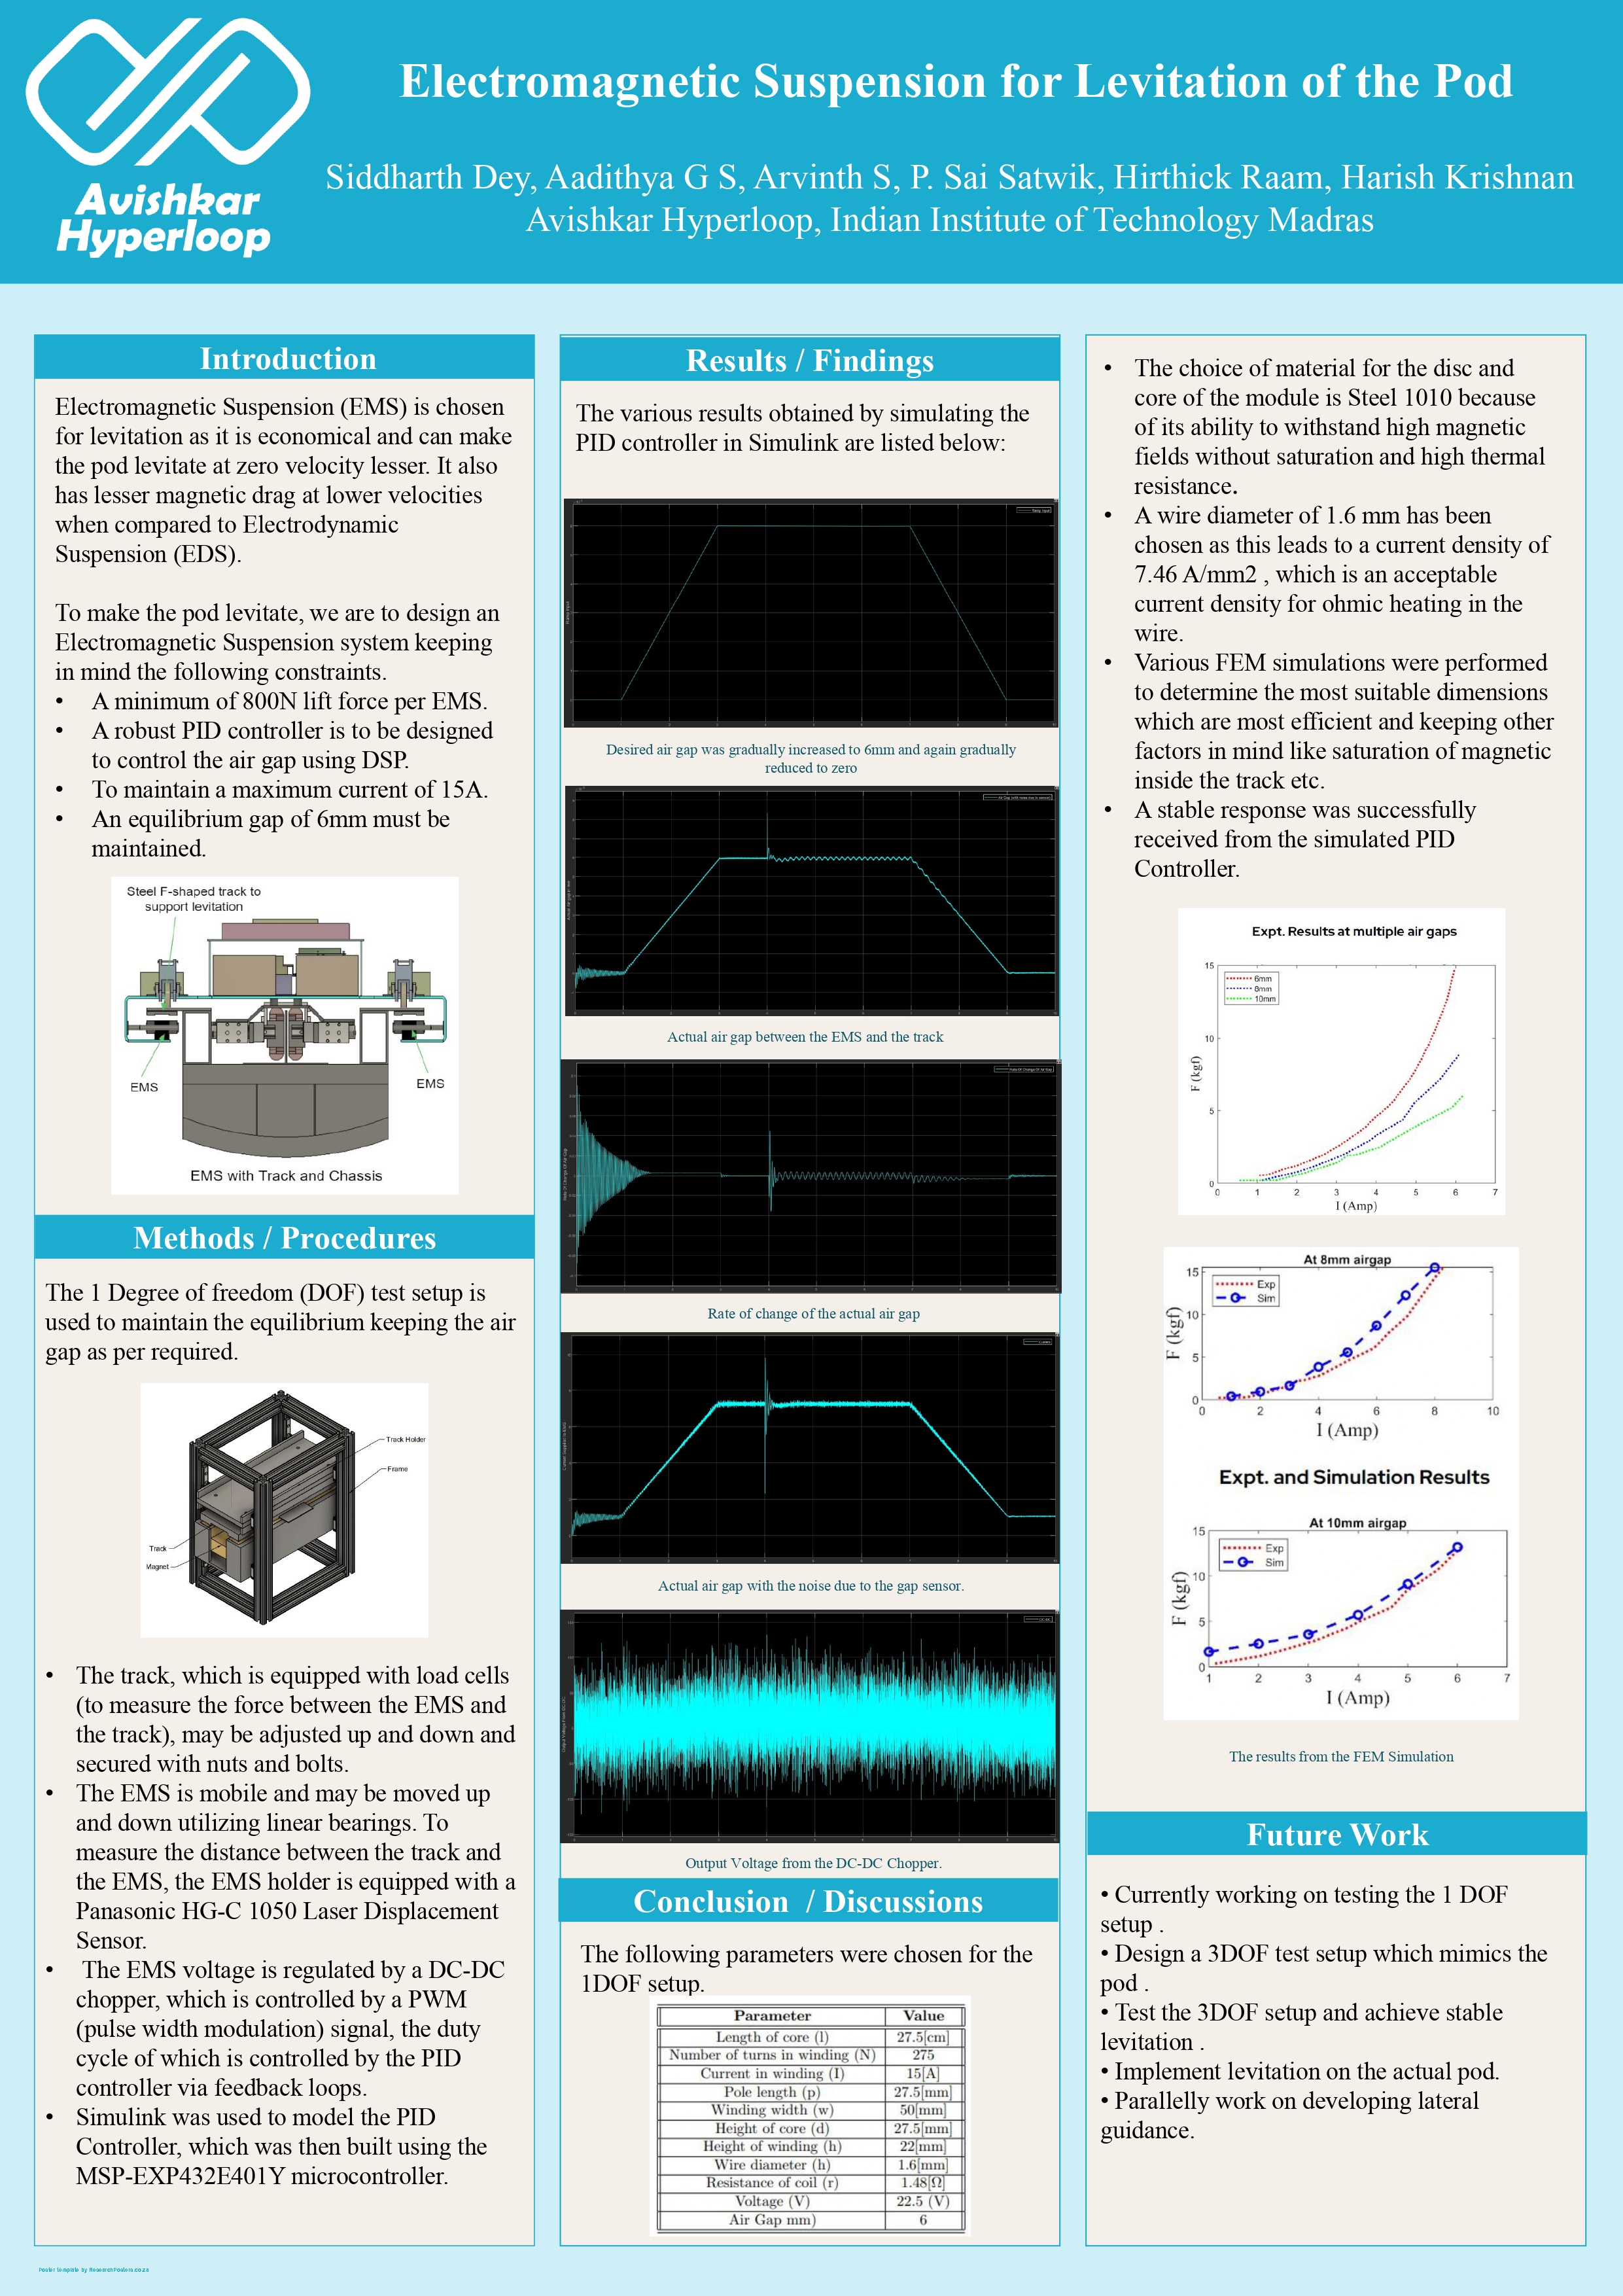 Avishkar
Hyperloop
Electromagnetic Suspension for Levitation of the Pod
Siddharth Dey, Aadithya G S, Arvinth S, P. Sai Satwik, Hirthick Raam, Harish Krishnan
Avishkar Hyperloop, Indian Institute of Technology Madras
Introduction
Electromagnetic Suspension (EMS) is chosen
for levitation as it is economical and can make
the pod levitate at zero velocity lesser. It also
has lesser magnetic drag at lower velocities
when compared to Electrodynamic
Suspension (EDS).
To make the pod levitate, we are to design an
Electromagnetic Suspension system keeping
in mind the following constraints.
• A minimum of 800N lift force per EMS.
• A robust PID controller is to be designed
to control the air gap using DSP.
• To maintain a maximum current of 15A.
• An equilibrium gap of 6mm must be
maintained.
Steel F-shaped track to
support levitation
EMS
EMS
EMS with Track and Chassis
Methods / Procedures
The 1 Degree of freedom (DOF) test setup is
used to maintain the equilibrium keeping the air
gap as per required.
Track Holder
Frame
Track
Magnet
• The track, which is equipped with load cells
(to measure the force between the EMS and
the track), may be adjusted up and down and
secured with nuts and bolts.
• The EMS is mobile and may be moved up
and down utilizing linear bearings. To
measure the distance between the track and
the EMS, the EMS holder is equipped with a
Panasonic HG-C 1050 Laser Displacement
Sensor.
• The EMS voltage is regulated by a DC-DC
chopper, which is controlled by a PWM
(pulse width modulation) signal, the duty
cycle of which is controlled by the PID
controller via feedback loops.
• Simulink was used to model the PID
Controller, which was then built using the
MSP-EXP432E401Y microcontroller.
Results / Findings
The various results obtained by simulating the
PID controller in Simulink are listed below:
Desired air gap was gradually increased to 6mm and again gradually
reduced to zero
Actual air gap between the EMS and the track
Rate of change of the actual air gap
Actual air gap with the noise due to the gap sensor.
Output Voltage from the DC-DC Chopper.
Conclusion / Discussions
The following parameters were chosen for the
1DOF setup.
Parameter Value
Length of core (l) 27.5[cm]
Number of turns in winding (N) 275
Current in winding (I) 15[A]
Pole length (p) 27.5[mm]
Winding width (w) 50[mm]
Height of core (d) 27.5[mm]
Height of winding (h) 22[mm]
Wire diameter (h) 1.6[mm]
Resistance of coil (r) 1.48[Ω]
Voltage (V) 22.5 (V)
Air Gap mm) 6
• The choice of material for the disc and
core of the module is Steel 1010 because
of its ability to withstand high magnetic
fields without saturation and high thermal
resistance.
• A wire diameter of 1.6 mm has been
chosen as this leads to a current density of
7.46 A/mm2 , which is an acceptable
current density for ohmic heating in the
wire.
• Various FEM simulations were performed
to determine the most suitable dimensions
which are most efficient and keeping other
factors in mind like saturation of magnetic
inside the track etc.
• A stable response was successfully
received from the simulated PID
Controller.
Expt. Results at multiple air gaps
15
6mm
8mm
10mm
10
F (kgf)
5
0
0 1 2 3 4 5 6 7
I (Amp)
At 8mm airgap
15
Exp
Sim
10
F (kgf)
5
0
0 2 4 6 8 10
I (Amp)
Expt. and Simulation Results
At 10mm airgap
15
Exp
Sim
10
F (kgf)
5
0
1 2 3 4 5 6 7
I (Amp)
The results from the FEM Simulation
Future Work
• Currently working on testing the 1 DOF
setup .
• Design a 3DOF test setup which mimics the
pod .
• Test the 3DOF setup and achieve stable
levitation .
• Implement levitation on the actual pod.
• Parallelly work on developing lateral
guidance.
Poster template by ResearchPosters.co.za